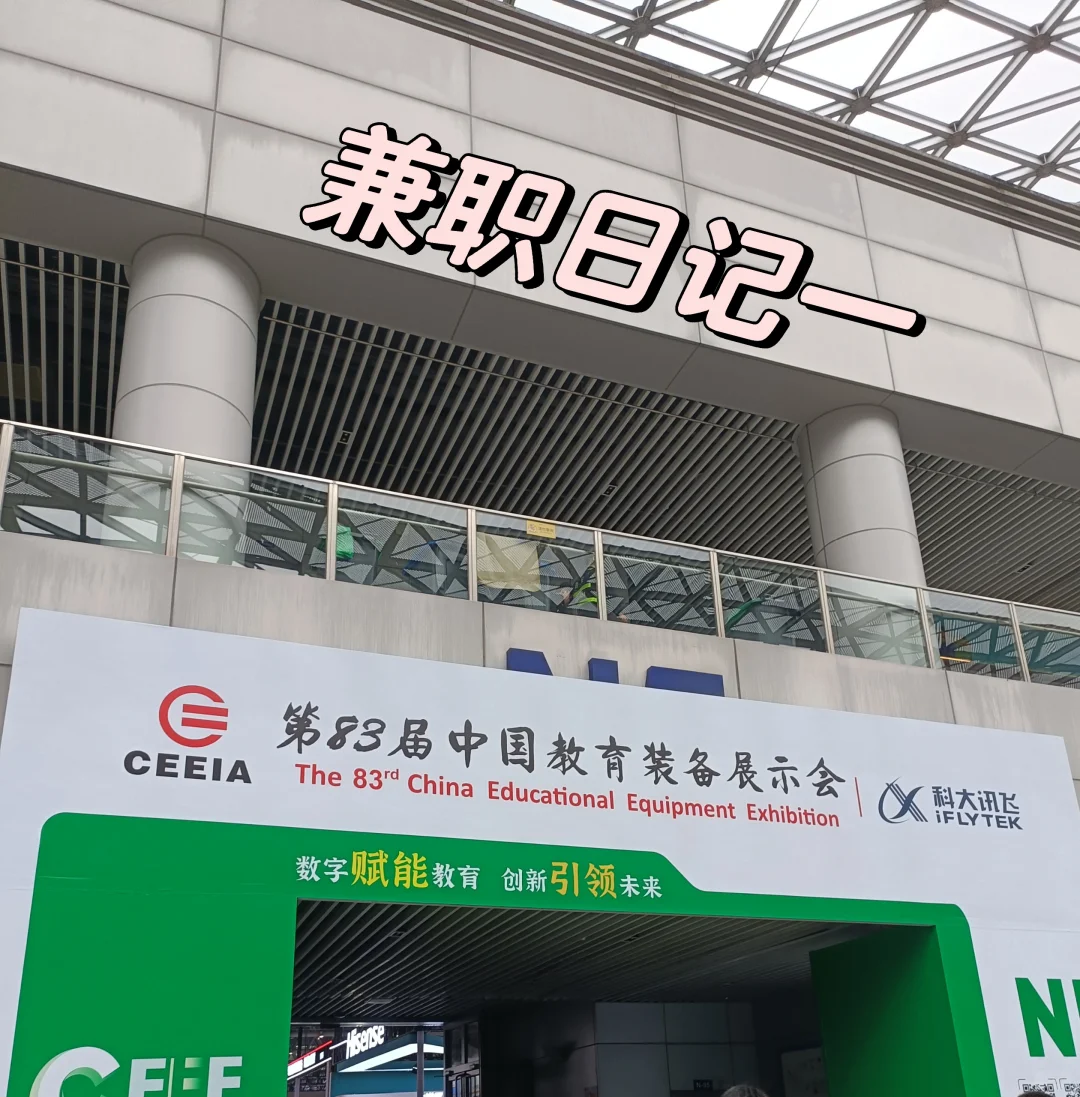 兼职日记一
CEEIA
第83届中国教育装备展示会
The 83rd China Educational Equipment Exhibition
科大讯飞
iFLYTEK
数字赋能教育 创新引领未来
Hisense